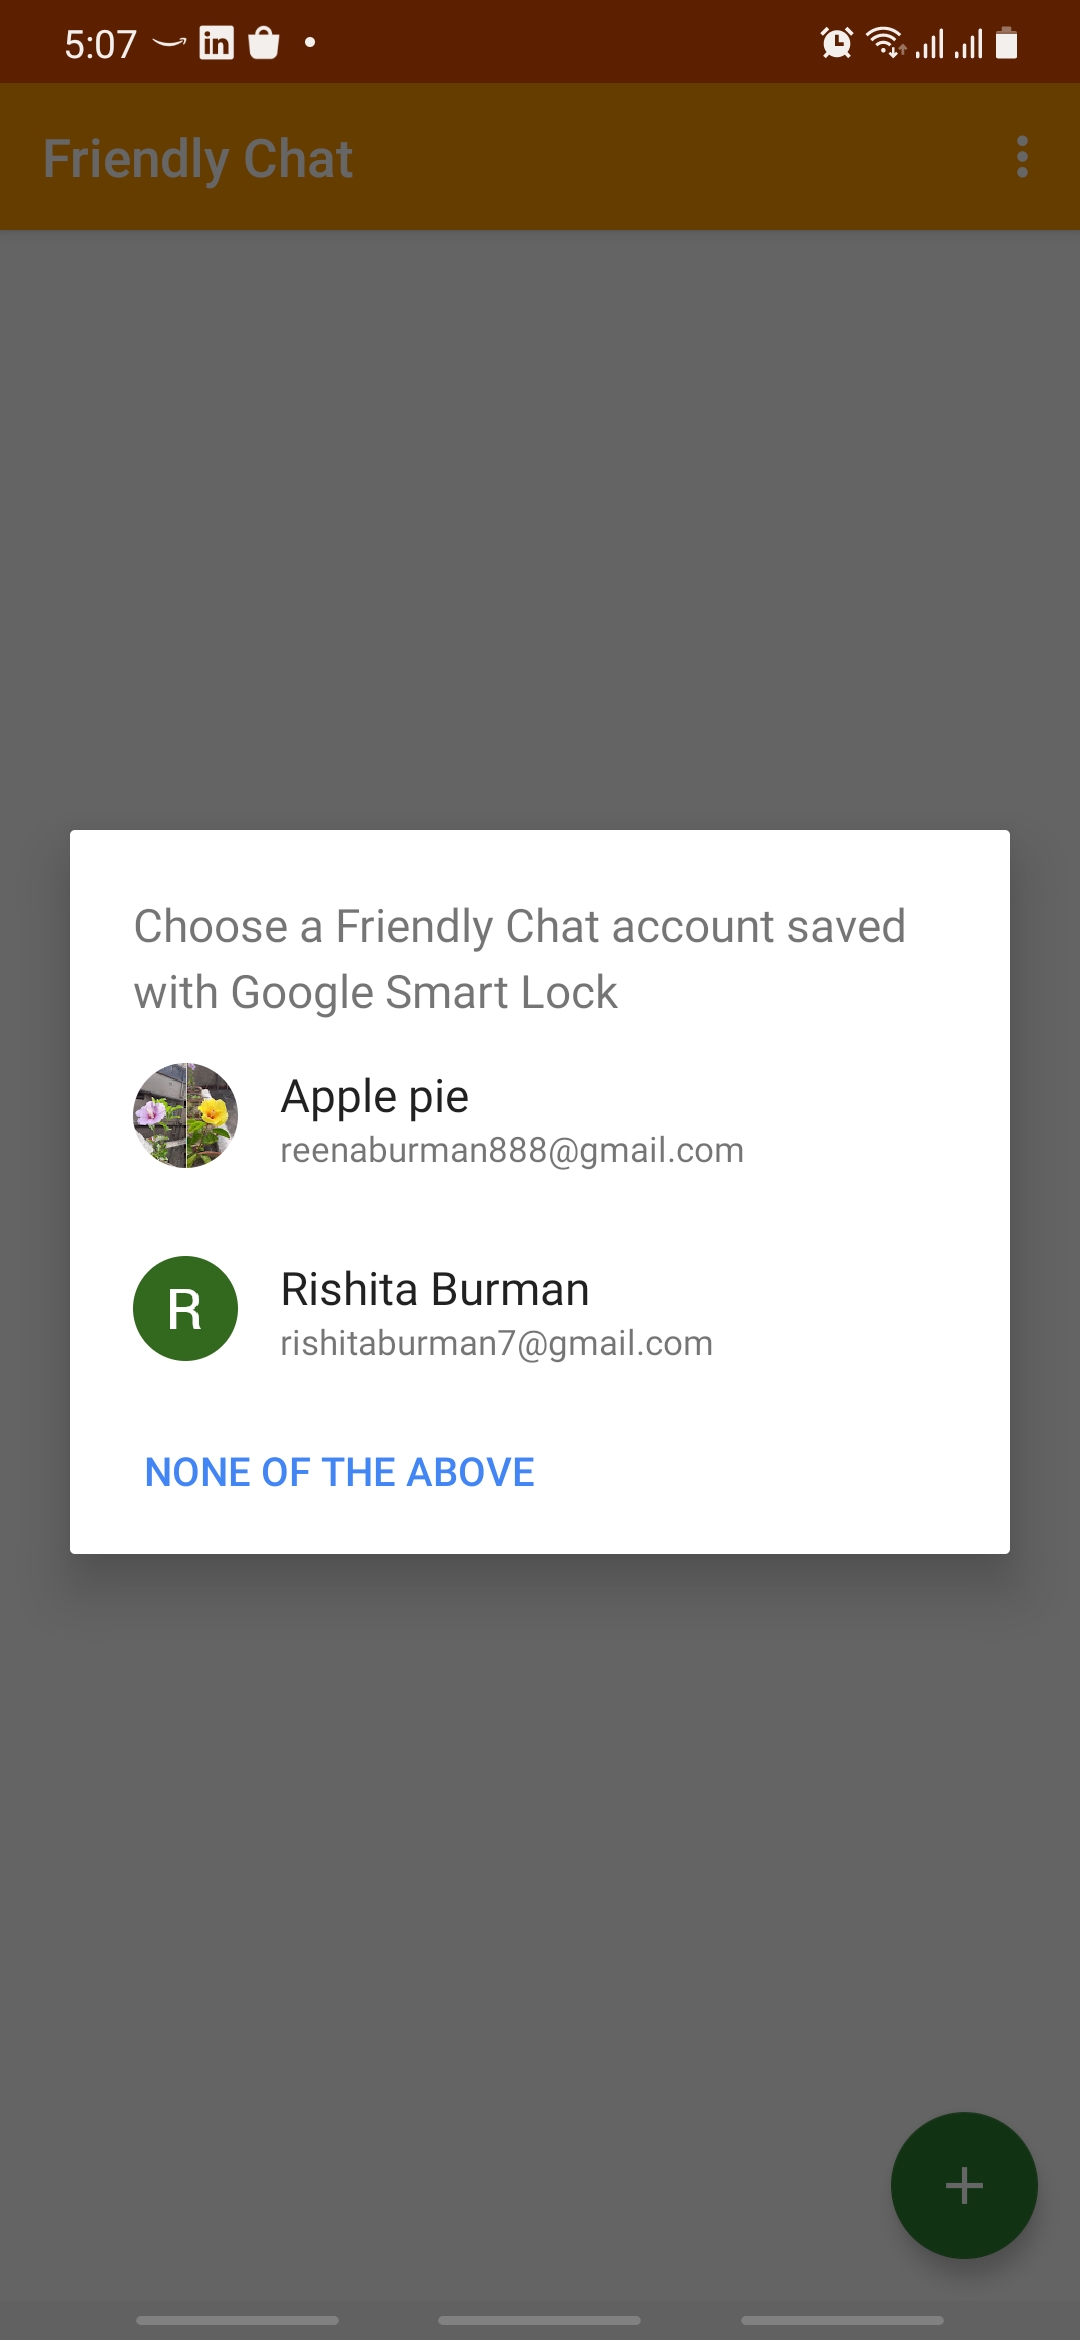 5:07
in
Friendly Chat
Choose a Friendly Chat account saved
with Google Smart Lock
Apple pie
reenaburman888@gmail.com
R
Rishita Burman
rishitaburman7@gmail.com
NONE OF THE ABOVE